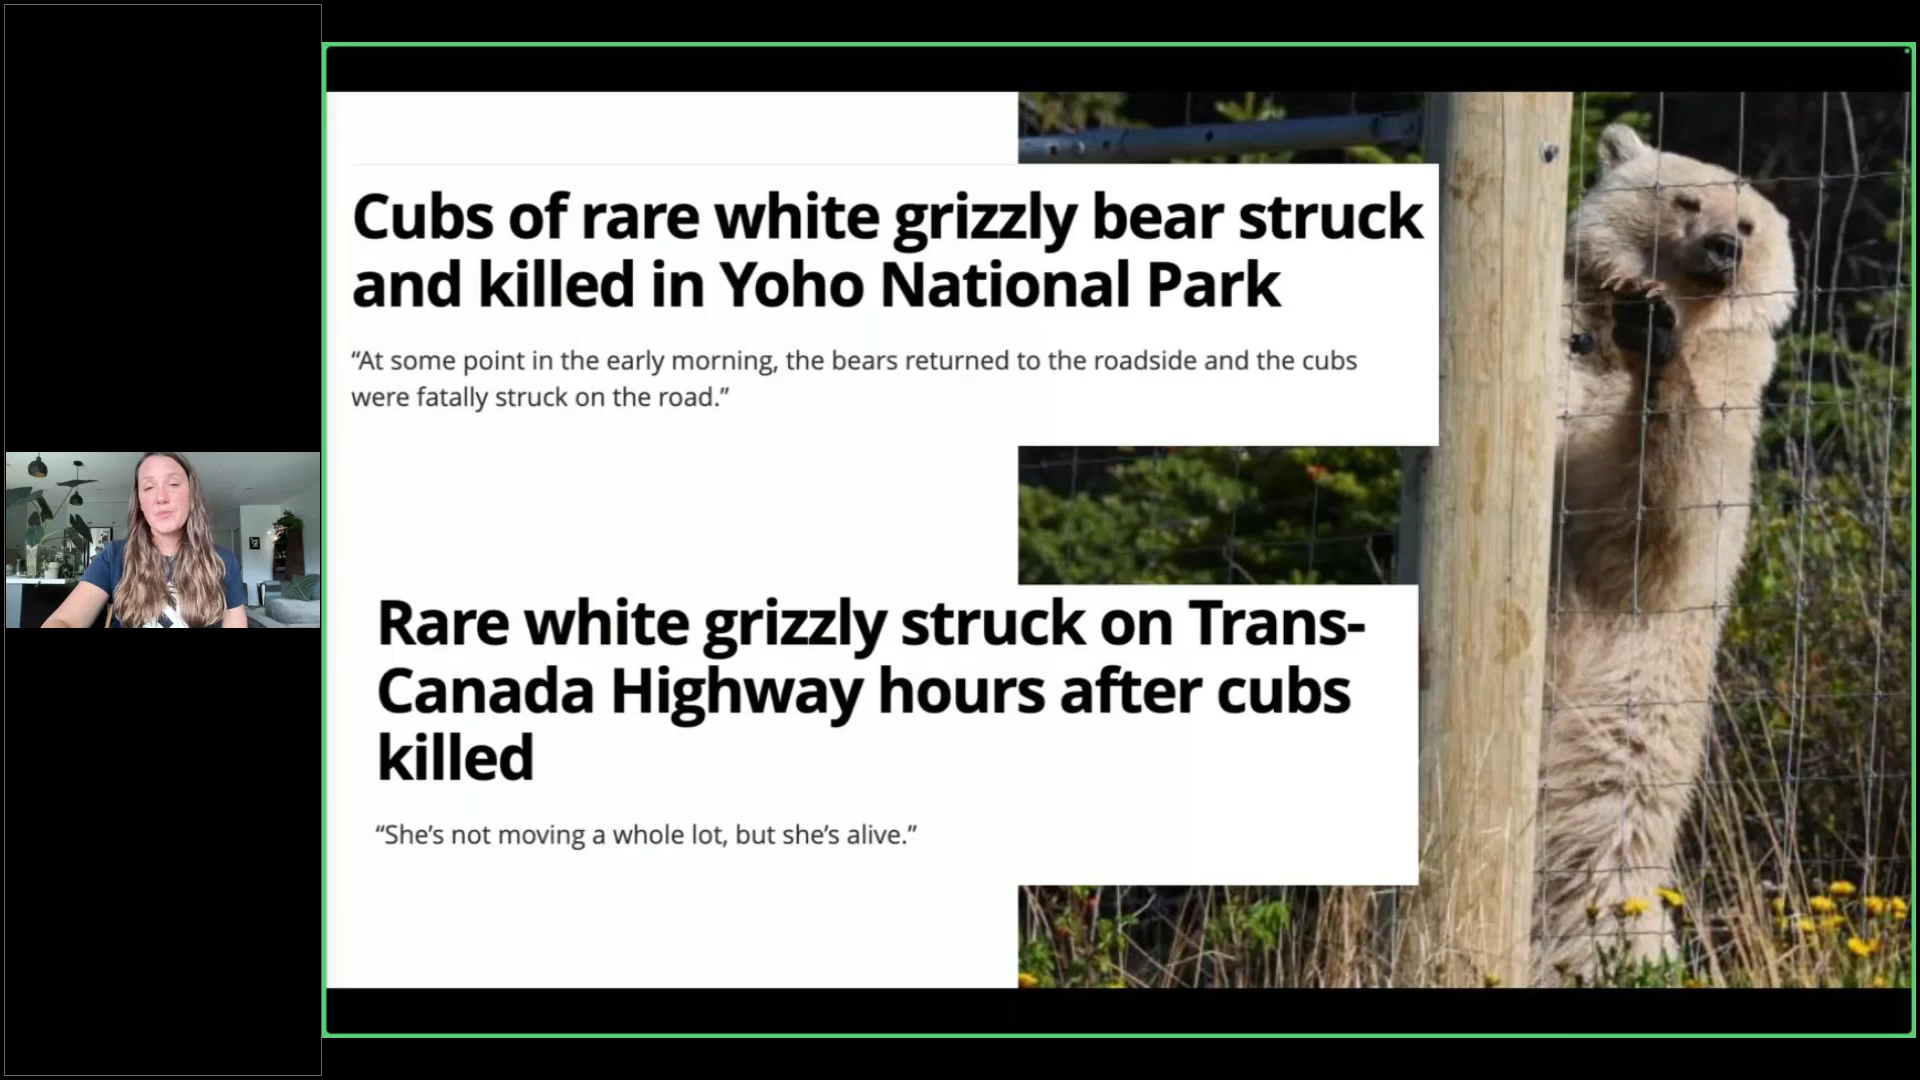 Cubs of rare white grizzly bear struck
and killed in Yoho National Park
“At some point in the early morning, the bears returned to the roadside and the cubs
were fatally struck on the road.”
Rare white grizzly struck on Trans-
Canada Highway hours after cubs
killed
“She’s not moving a whole lot, but she’s alive.”